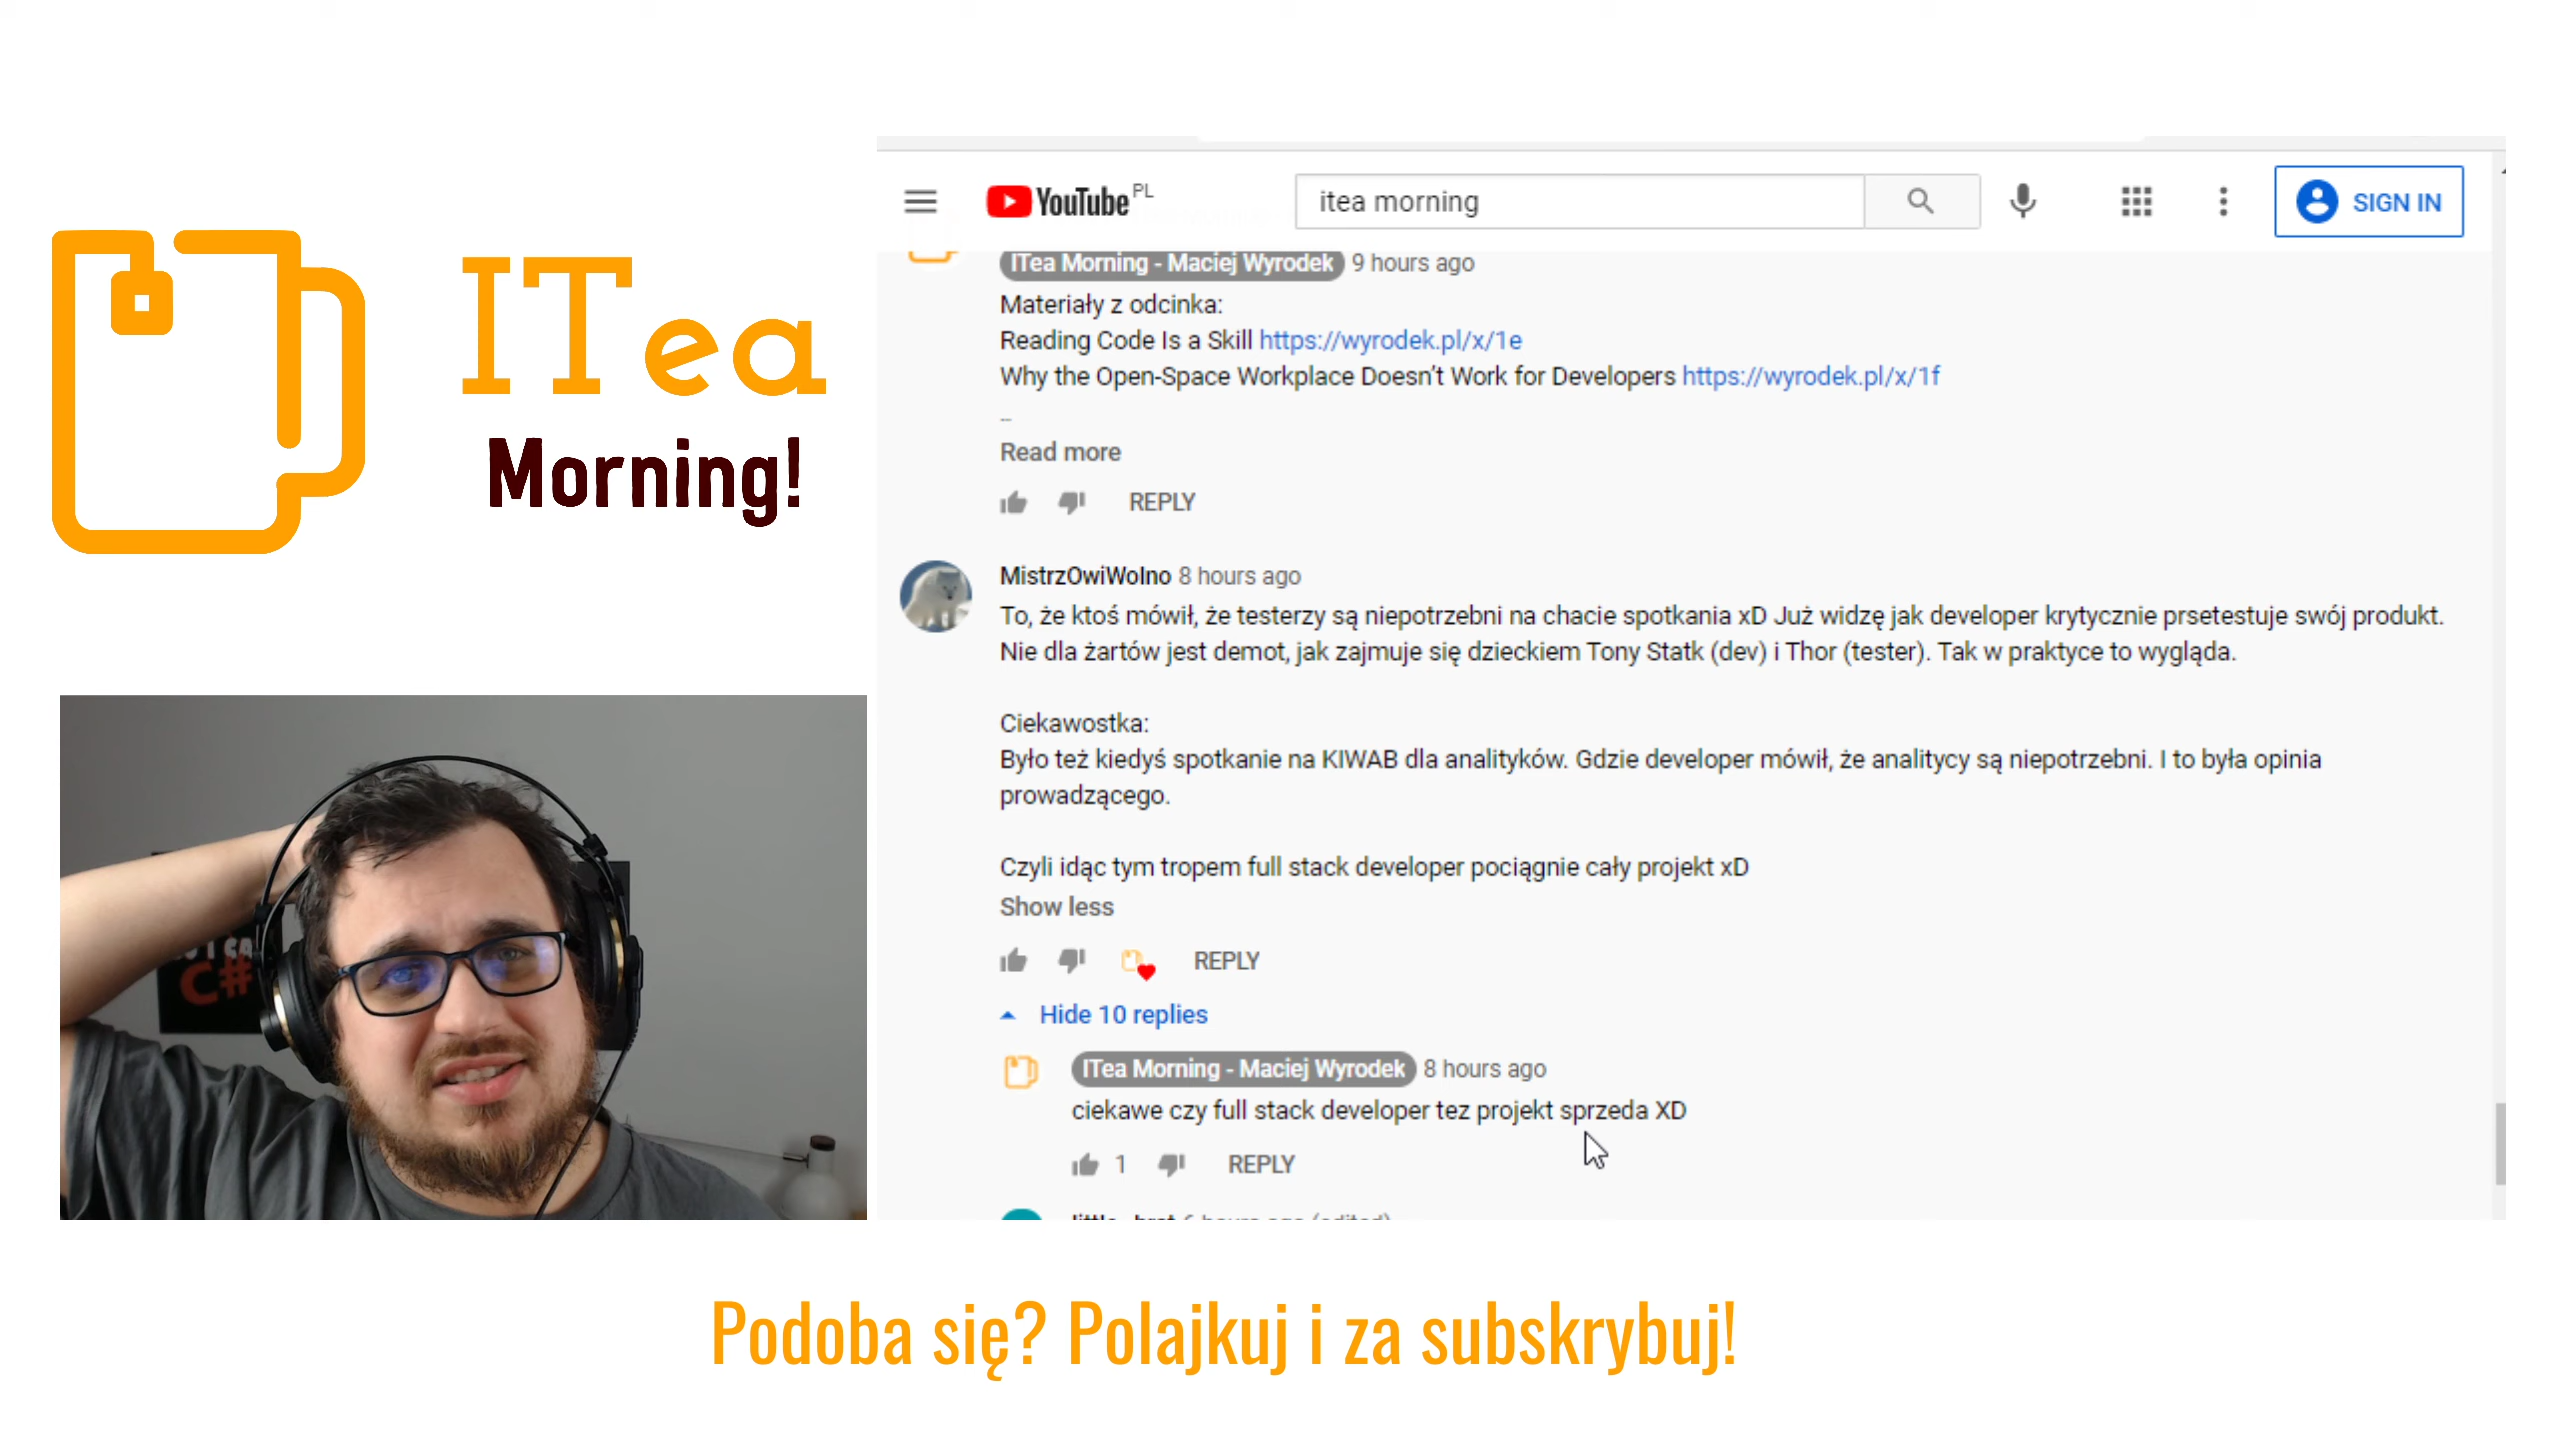 ITea
Morning!
YouTube PL
itea morning
SIGN IN
ITea Morning - Maciej Wyrodek 9 hours ago
Materiały z odcinka:
Reading Code Is a Skill https://wyrodek.pl/x/1e
Why the Open-Space Workplace Doesn't Work for Developers https://wyrodek.pl/x/1f
_
Read more
REPLY
MistrzOwiWolno 8 hours ago
To, że ktoś mówił, że testerzy są niepotrzebni na chacie spotkania xD Już widzę jak developer krytycznie prsetestuje swój produkt.
Nie dla żartów jest demot, jak zajmuje się dzieckiem Tony Statk (dev) i Thor (tester). Tak w praktyce to wygląda.
Ciekawostka:
Było też kiedyś spotkanie na KIWAB dla analityków. Gdzie developer mówił, że analitycy są niepotrzebni. I to była opinia
prowadzącego.
Czyli idąc tym tropem full stack developer pociągnie cały projekt xD
Show less
REPLY
Hide 10 replies
ITea Morning - Maciej Wyrodek 8 hours ago
ciekawe czy full stack developer tez projekt sprzeda XD
1 REPLY
C#
Podoba się? Polajkuj i za subskrybuj!